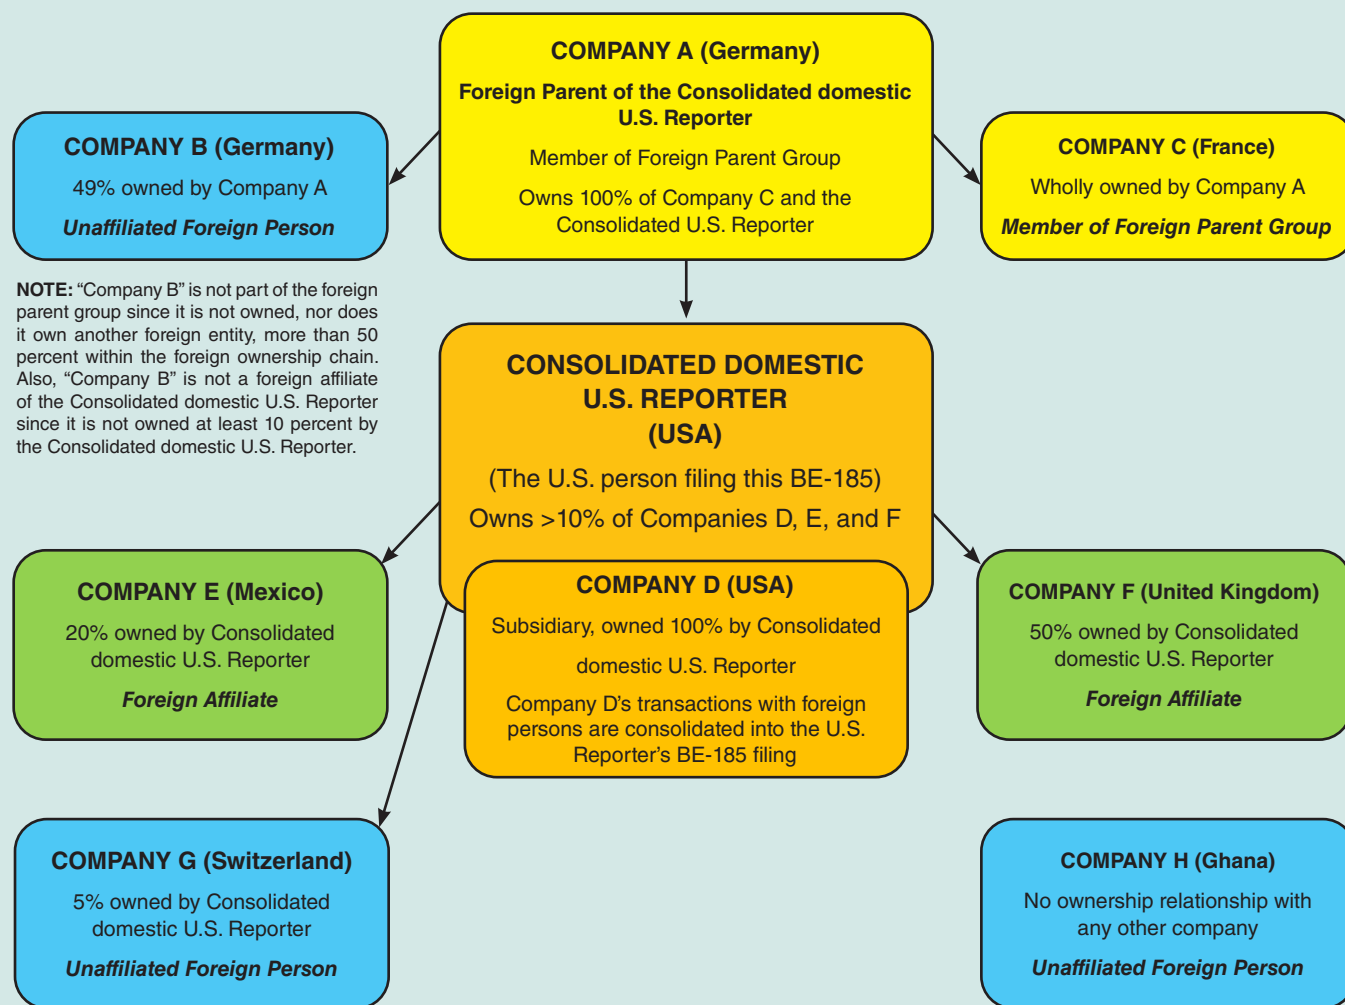 COMPANY A (Germany)
Foreign Parent of the Consolidated domestic
U.S. Reporter
Member of Foreign Parent Group
Owns 100% of Company C and the
Consolidated U.S. Reporter
COMPANY B (Germany)
49% owned by Company A
Unaffiliated Foreign Person
COMPANY C (France)
Wholly owned by Company A
Member of Foreign Parent Group
NOTE: “Company B” is not part of the foreign
parent group since it is not owned, nor does
it own another foreign entity, more than 50
percent within the foreign ownership chain.
Also, “Company B” is not a foreign affiliate
of the Consolidated domestic U.S. Reporter
since it is not owned at least 10 percent by
the Consolidated domestic U.S. Reporter.
CONSOLIDATED DOMESTIC
U.S. REPORTER
(USA)
(The U.S. person filing this BE-185)
Owns >10% of Companies D, E, and F
COMPANY E (Mexico)
20% owned by Consolidated
domestic U.S. Reporter
Foreign Affiliate
COMPANY D (USA)
Subsidiary, owned 100% by Consolidated
domestic U.S. Reporter
Company D’s transactions with foreign
persons are consolidated into the U.S.
Reporter’s BE-185 filing
COMPANY F (United Kingdom)
50% owned by Consolidated
domestic U.S. Reporter
Foreign Affiliate
COMPANY G (Switzerland)
5% owned by Consolidated
domestic U.S. Reporter
Unaffiliated Foreign Person
COMPANY H (Ghana)
No ownership relationship with
any other company
Unaffiliated Foreign Person